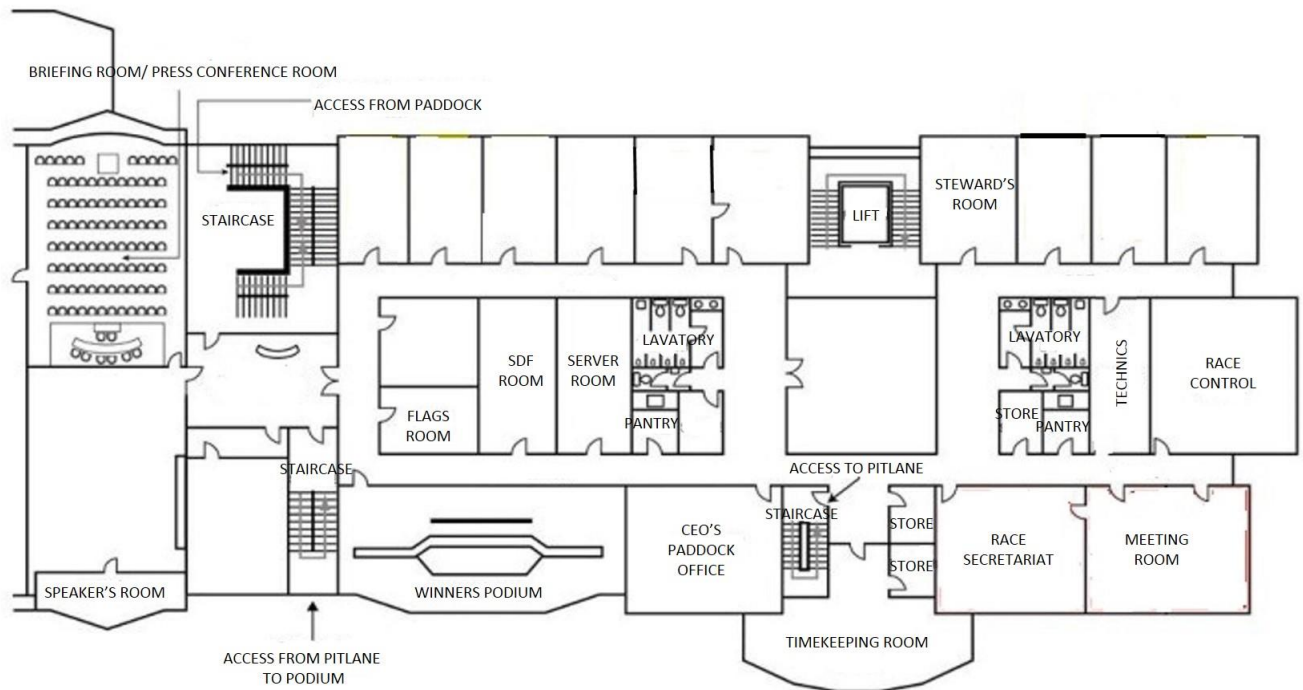 BRIEFING ROOM/ PRESS CONFERENCE ROOM
ACCESS FROM PADDOCK
STAIRCASE
LIFT
STEWARD'S
ROOM
SDF
ROOM
SERVER
ROOM
LAVATORY
LAVATORY
TECHNICS
RACE
CONTROL
FLAGS
ROOM
PANTRY
STORE
PANTRY
STAIRCASE
ACCESS TO PITLANE
STAIRCASE
CEO'S
PADDOCK
OFFICE
STORE
STORE
RACE
SECRETARIAT
MEETING
ROOM
SPEAKER'S ROOM
WINNERS PODIUM
TIMEKEEPING ROOM
ACCESS FROM PITLANE
TO PODIUM